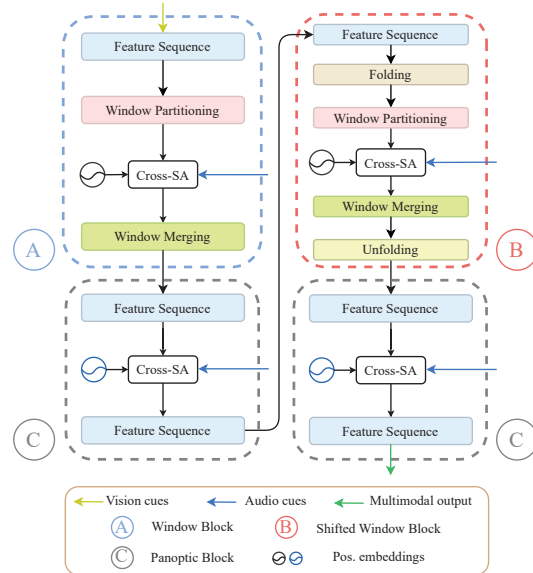 Feature Sequence
Window Partitioning
Cross-SA
Window Merging
A
Feature Sequence
Cross-SA
Feature Sequence
C
Feature Sequence
Folding
Window Partitioning
Cross-SA
Window Merging
Unfolding
B
Feature Sequence
Cross-SA
Feature Sequence
C
Vision cues
Audio cues
Multimodal output
A Window Block
B Shifted Window Block
C Panoptic Block
Pos. embeddings